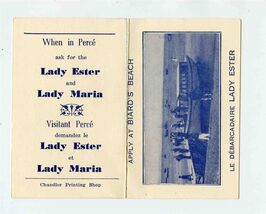 When in Percé
ask for the
Lady Ester
and
Lady Maria
Visitant Percé
demandez le
Lady Ester
et
Lady Maria
Chandler Printing Shop
APPLY AT BIARD'S BEACH
LE DÉBARCADAIRE LADY ESTER